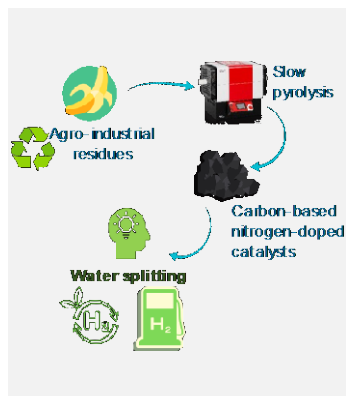 Slow
pyrolysis
Agro-industrial
residues
Carbon-based
nitrogen-doped
catalysts
Water splitting
H2
H2